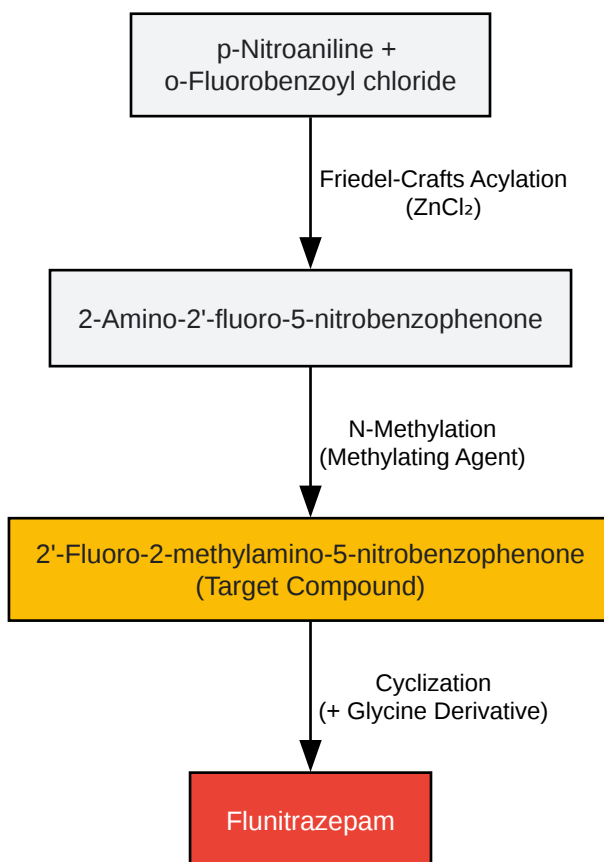 p-Nitroaniline +
o-Fluorobenzoyl chloride
Friedel-Crafts Acylation
(ZnCl₂)
2-Amino-2'-fluoro-5-nitrobenzophenone
N-Methylation
(Methylating Agent)
2'-Fluoro-2-methylamino-5-nitrobenzophenone
(Target Compound)
Cyclization
(+ Glycine Derivative)
Flunitrazepam